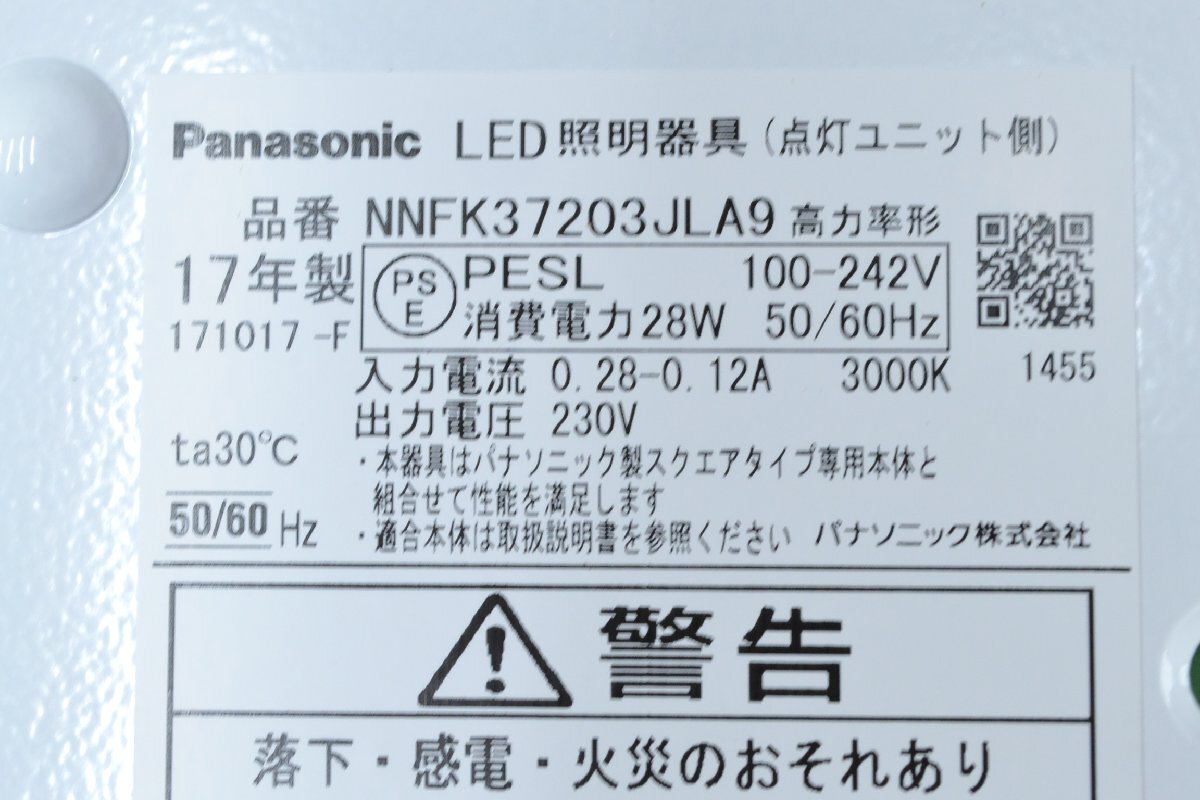 Panasonic LED照明器具(点灯ユニット側)
品番 NNFK37203JLA9 高力率形
17年製
171017-F
PSE
PESL 100-242V
消費電力28W 50/60Hz
入力電流 0.28-0.12A 3000K
1455
出力電圧 230V
ta30℃
50/60 Hz
・本器具はパナソニック製スクエアタイプ専用本体と
組合せて性能を満足します
・適合本体は取扱説明書を参照ください パナソニック株式会社
警告
落下・感電・火災のおそれあり